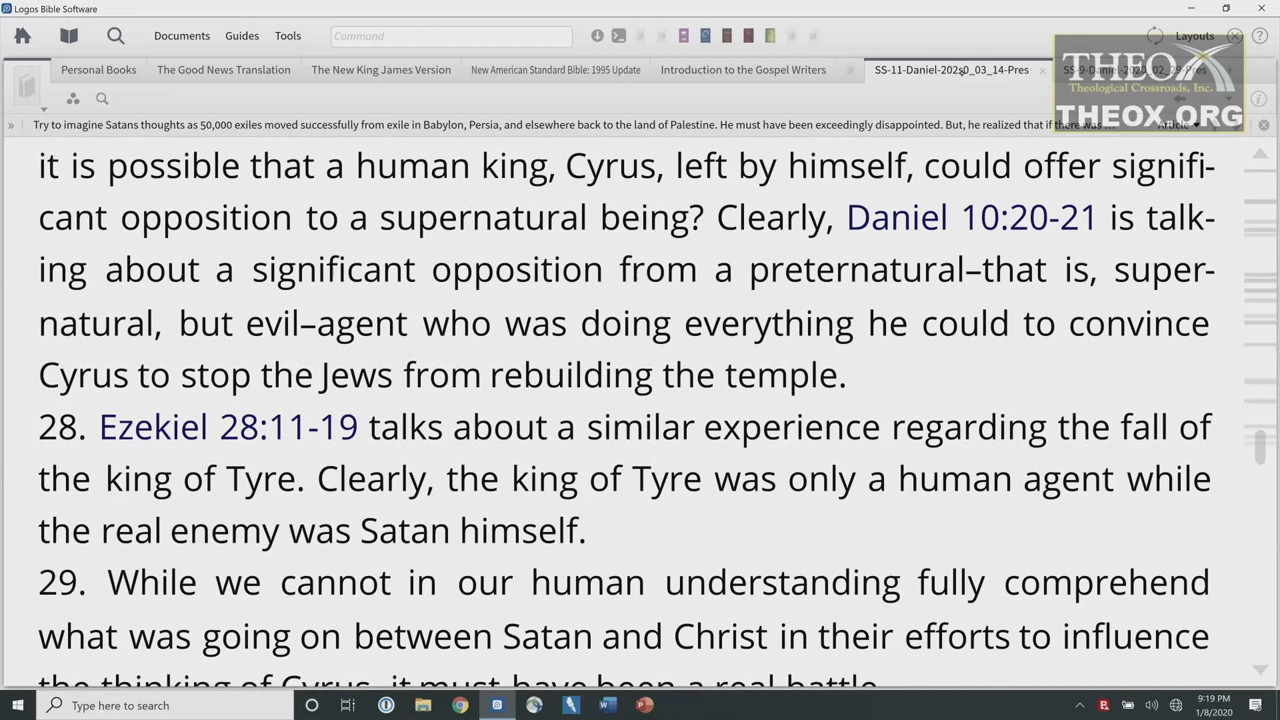 Logos Bible Software
Documents Guides Tools Command Layouts
Personal Books The Good News Translation The New New American Standard Bible: 1995 Update Introduction to the Gospel Writers
THEOX
Theological Crossroads, Inc.
THEOX.ORG
Try to imagine Satans thoughts as 50,000 exiles moved successfully from exile in Babylon, Persia, and elsewhere back to the land of Palestine. He must have been exceedingly disappointed. But, he realized that if there was
it is possible that a human king, Cyrus, left by himself, could offer signifi-
cant opposition to a supernatural being? Clearly, Daniel 10:20-21 is talk-
ing about a significant opposition from a preternatural–that is, super-
natural, but evil–agent who was doing everything he could to convince
Cyrus to stop the Jews from rebuilding the temple.
28. Ezekiel 28:11-19 talks about a similar experience regarding the fall of
the king of Tyre. Clearly, the king of Tyre was only a human agent while
the real enemy was Satan himself.
29. While we cannot in our human understanding fully comprehend
what was going on between Satan and Christ in their efforts to influence
the thinking of Cyrus, it must have been a real battle.
Type here to search
9:19 PM
1/8/2020